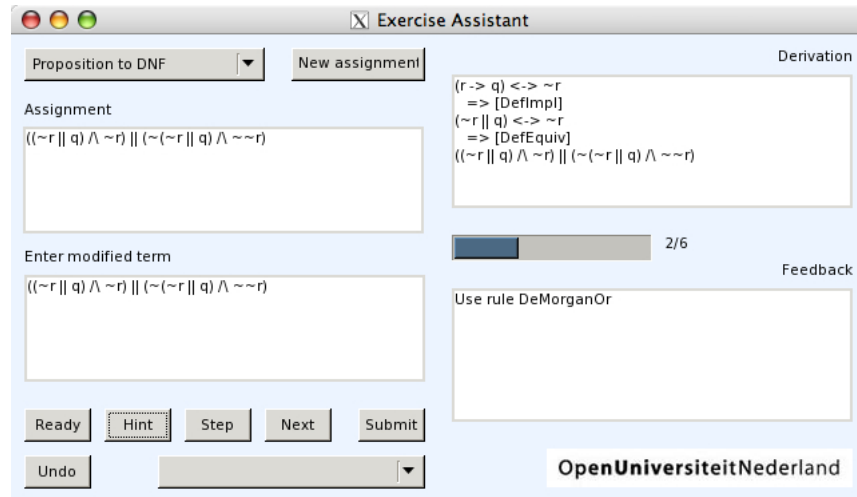 Exercise Assistant
Proposition to DNF
New assignment
Assignment
((~r || q) /\ ~r) || (~(~r || q) /\ ~~r)
Enter modified term
((~r || q) /\ ~r) || (~(~r || q) /\ ~~r)
Ready
Hint
Step
Next
Submit
Undo
Derivation
(r -> q) <-> ~r
=> [DefImpl]
(~r || q) <-> ~r
=> [DefEquiv]
((~r || q) /\ ~r) || (~(~r || q) /\ ~~r)
2/6
Feedback
Use rule DeMorganOr
OpenUniversiteitNederland